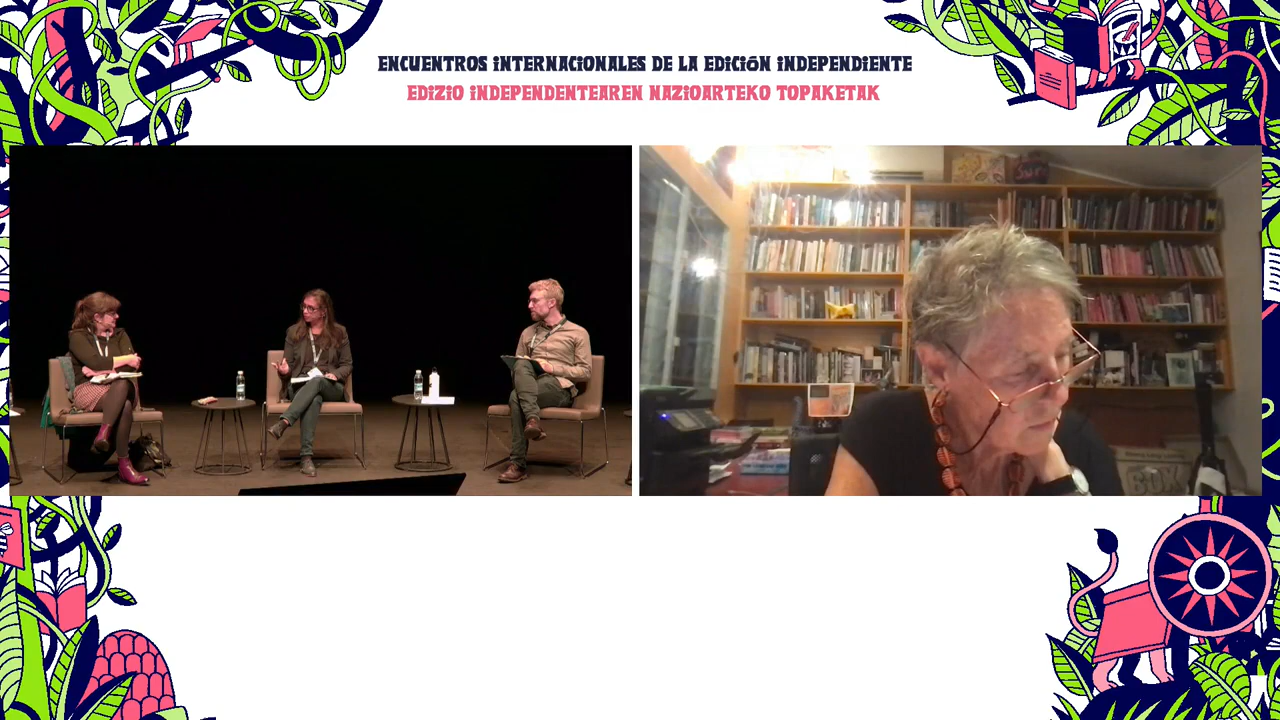 ENCUENTROS iNTERNACiONALES DE LA EDiCiÓN iNDEPENDiENTE
EDiZiO iNDEPENDENTEAREN NAZiOARTEKO TOPAKETAK